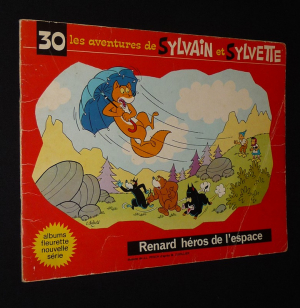 30 les aventures de SYLVAIN et SYLVETTE
albums
fleurette
nouvelle
série
Renard héros de l'espace